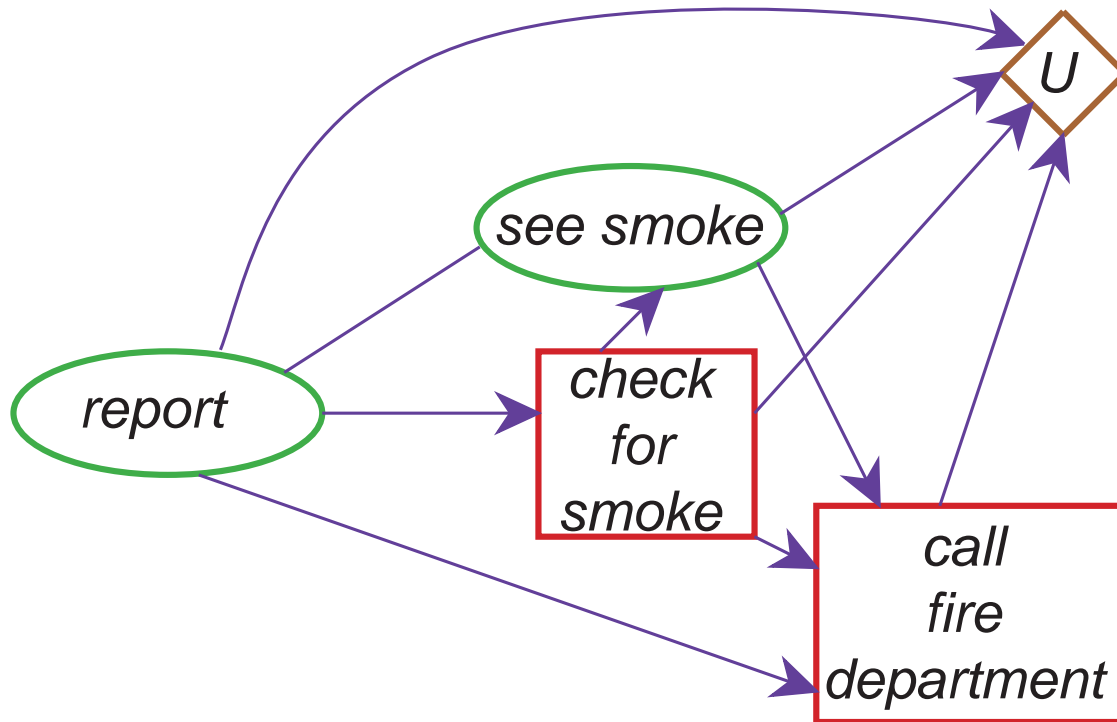 U
see smoke
report
check
for
smoke
call
fire
department